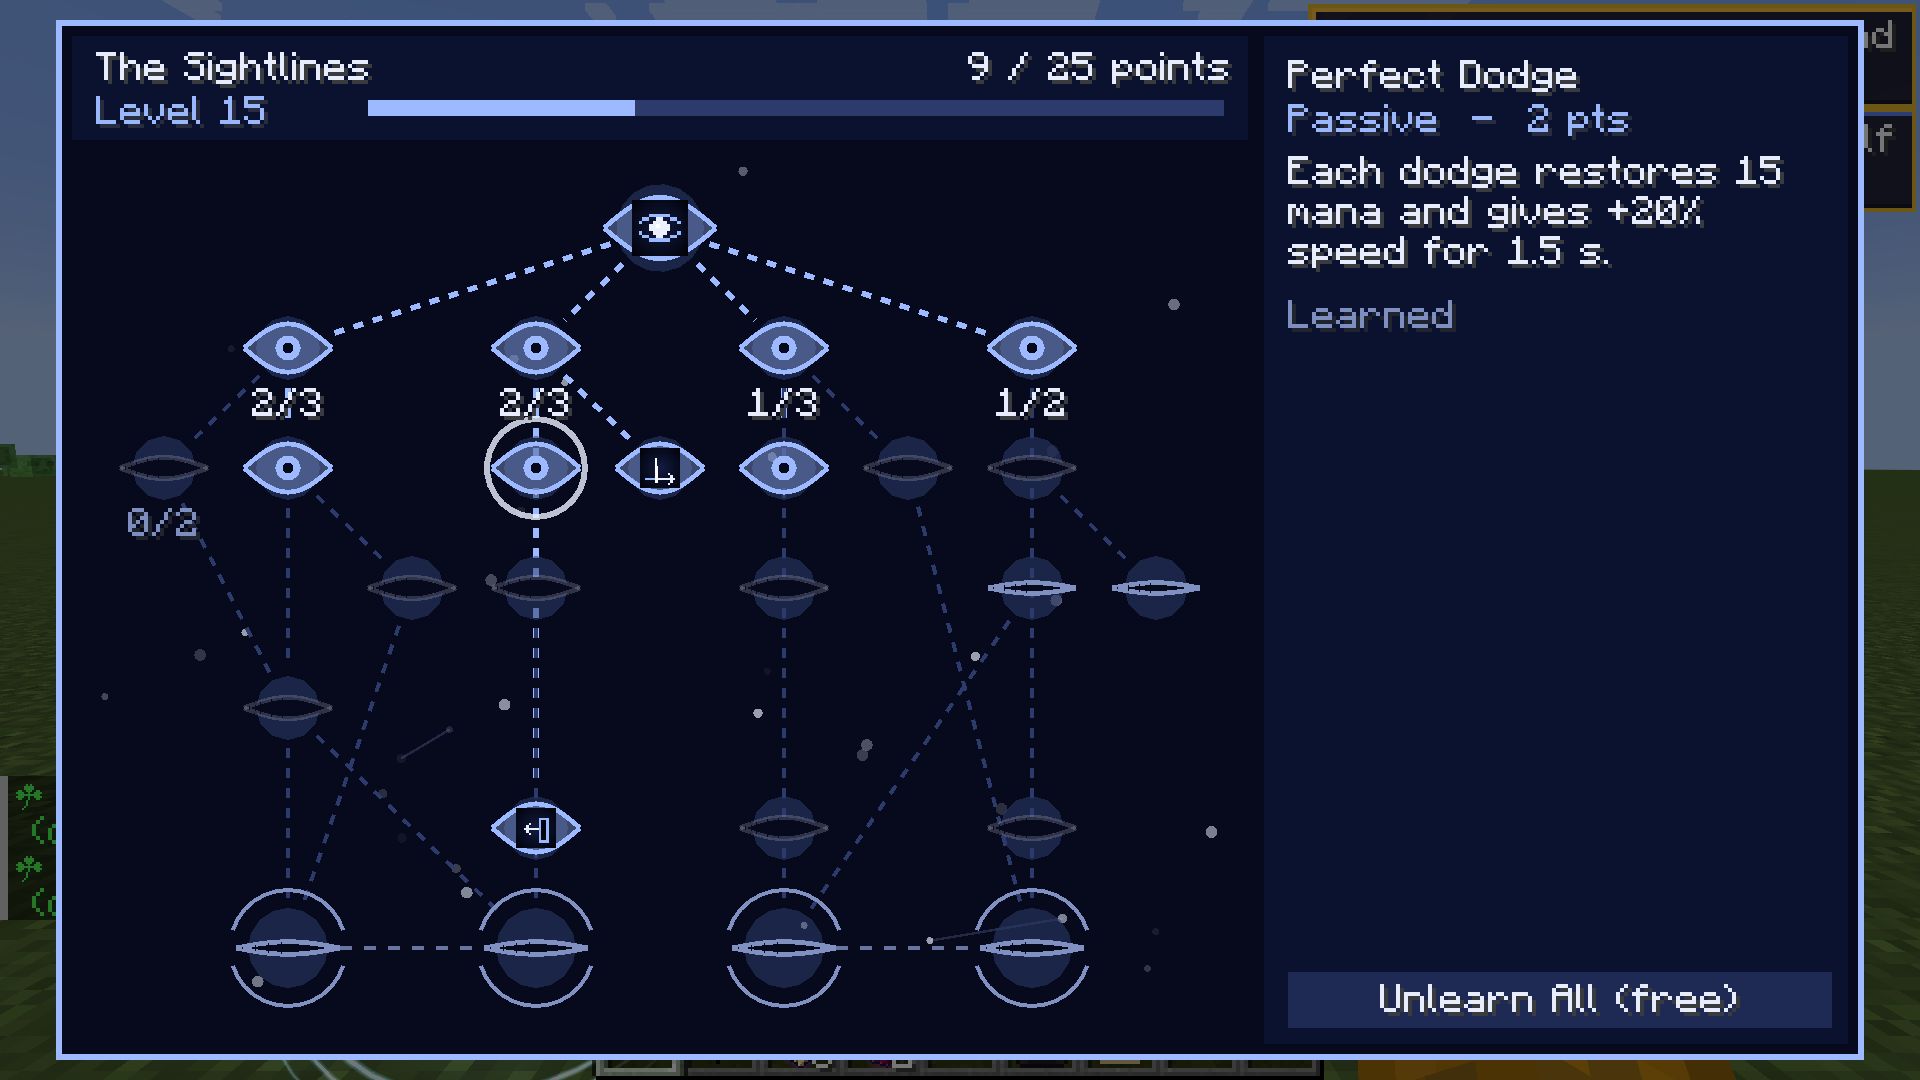 The Sightlines
9 / 25 points
Level 15
2/3
2/3
1/3
1/2
0/2
Perfect Dodge
Passive - 2 pts
Each dodge restores 15
mana and gives +20%
speed for 1.5 s.
Learned
Unlearn All (free)